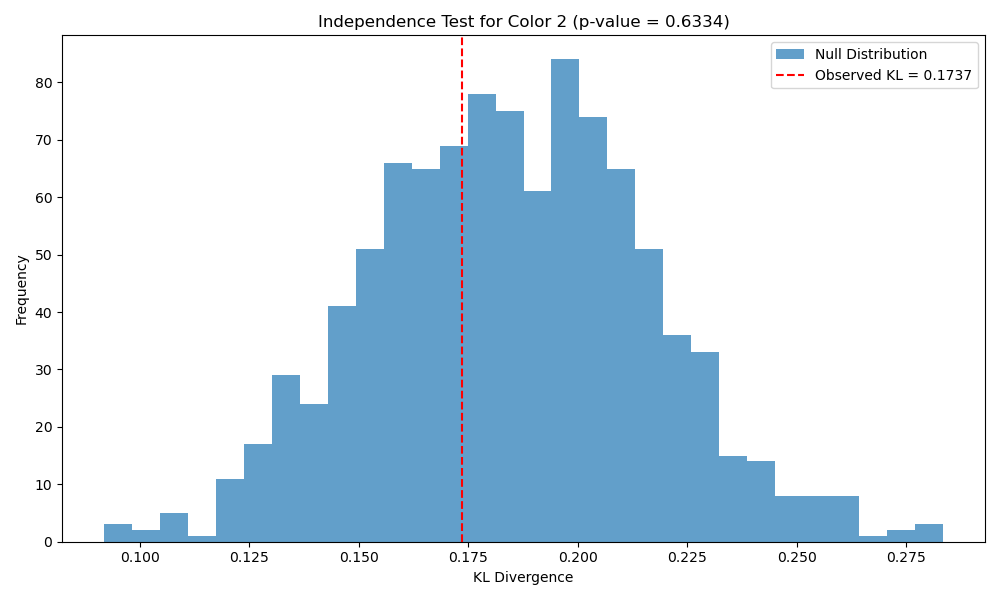 Independence Test for Color 2 (p-value = 0.6334)
Null Distribution
Observed KL = 0.1737
80
70
60
50
40
30
20
10
0
Frequency
0.100 0.125 0.150 0.175 0.200 0.225 0.250 0.275
KL Divergence